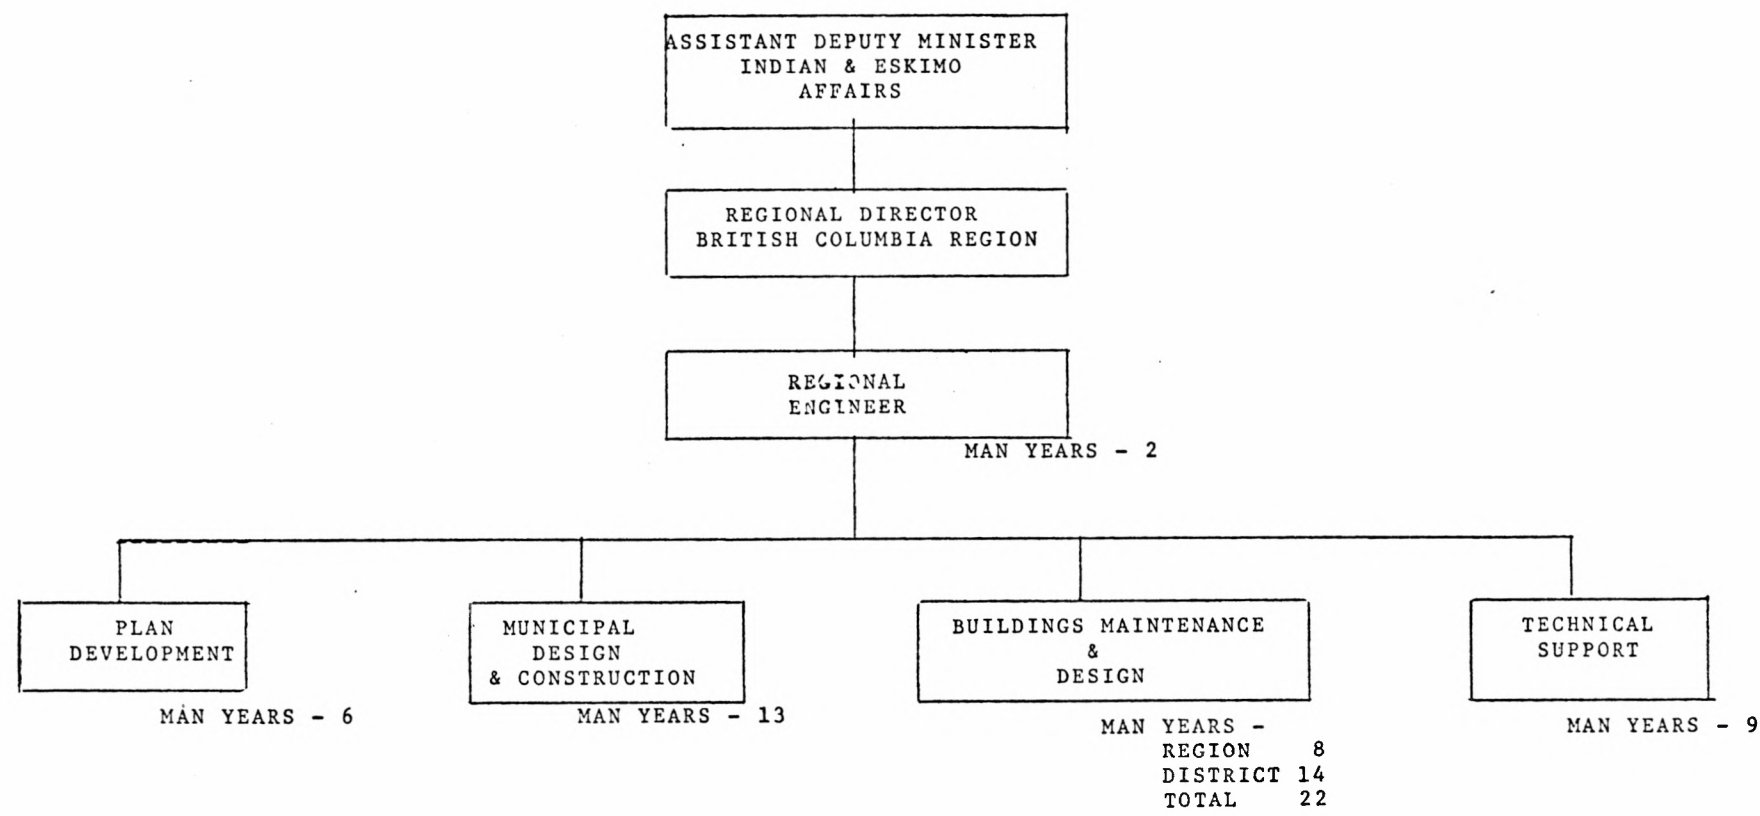 ASSISTANT DEPUTY MINISTER
INDIAN & ESKIMO
AFFAIRS
REGIONAL DIRECTOR
BRITISH COLUMBIA REGION
REGIONAL
ENGINEER
MAN YEARS - 2
PLAN
DEVELOPMENT
MAN YEARS - 6
MUNICIPAL
DESIGN
& CONSTRUCTION
MAN YEARS - 13
BUILDINGS MAINTENANCE
&
DESIGN
MAN YEARS -
REGION 8
DISTRICT 14
TOTAL 22
TECHNICAL
SUPPORT
MAN YEARS - 9